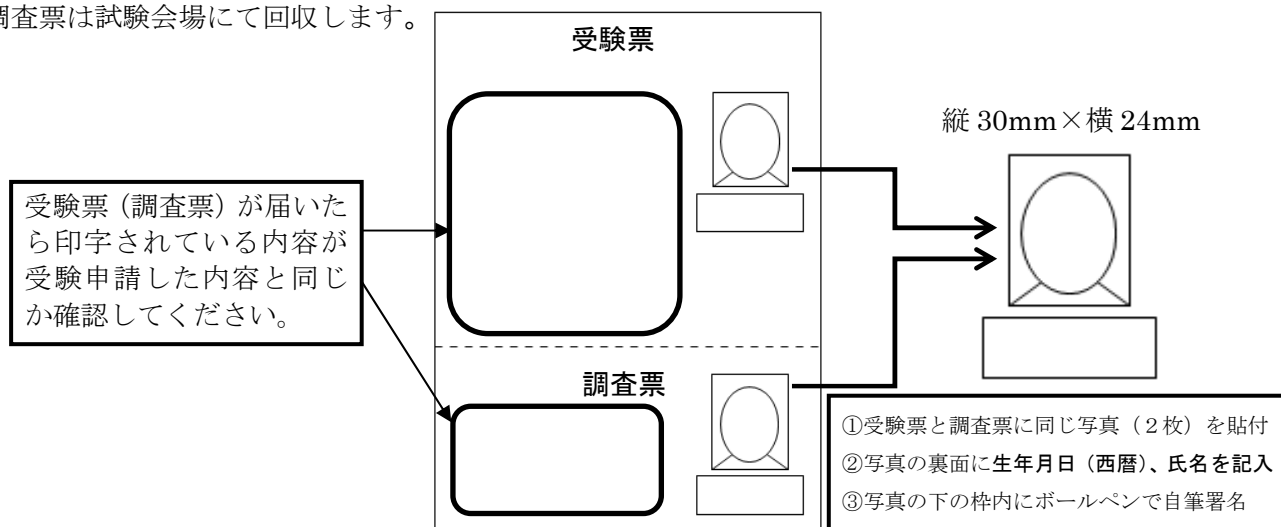 調査票は試験会場にて回収します。
受験票
縦 30mm×横 24mm
受験票（調査票）が届いた
ら印字されている内容が
受験申請した内容と同じ
か確認してください。
調査票
①受験票と調査票に同じ写真（２枚）を貼付
②写真の裏面に生年月日（西暦）、氏名を記入
③写真の下の枠内にボールペンで自筆署名